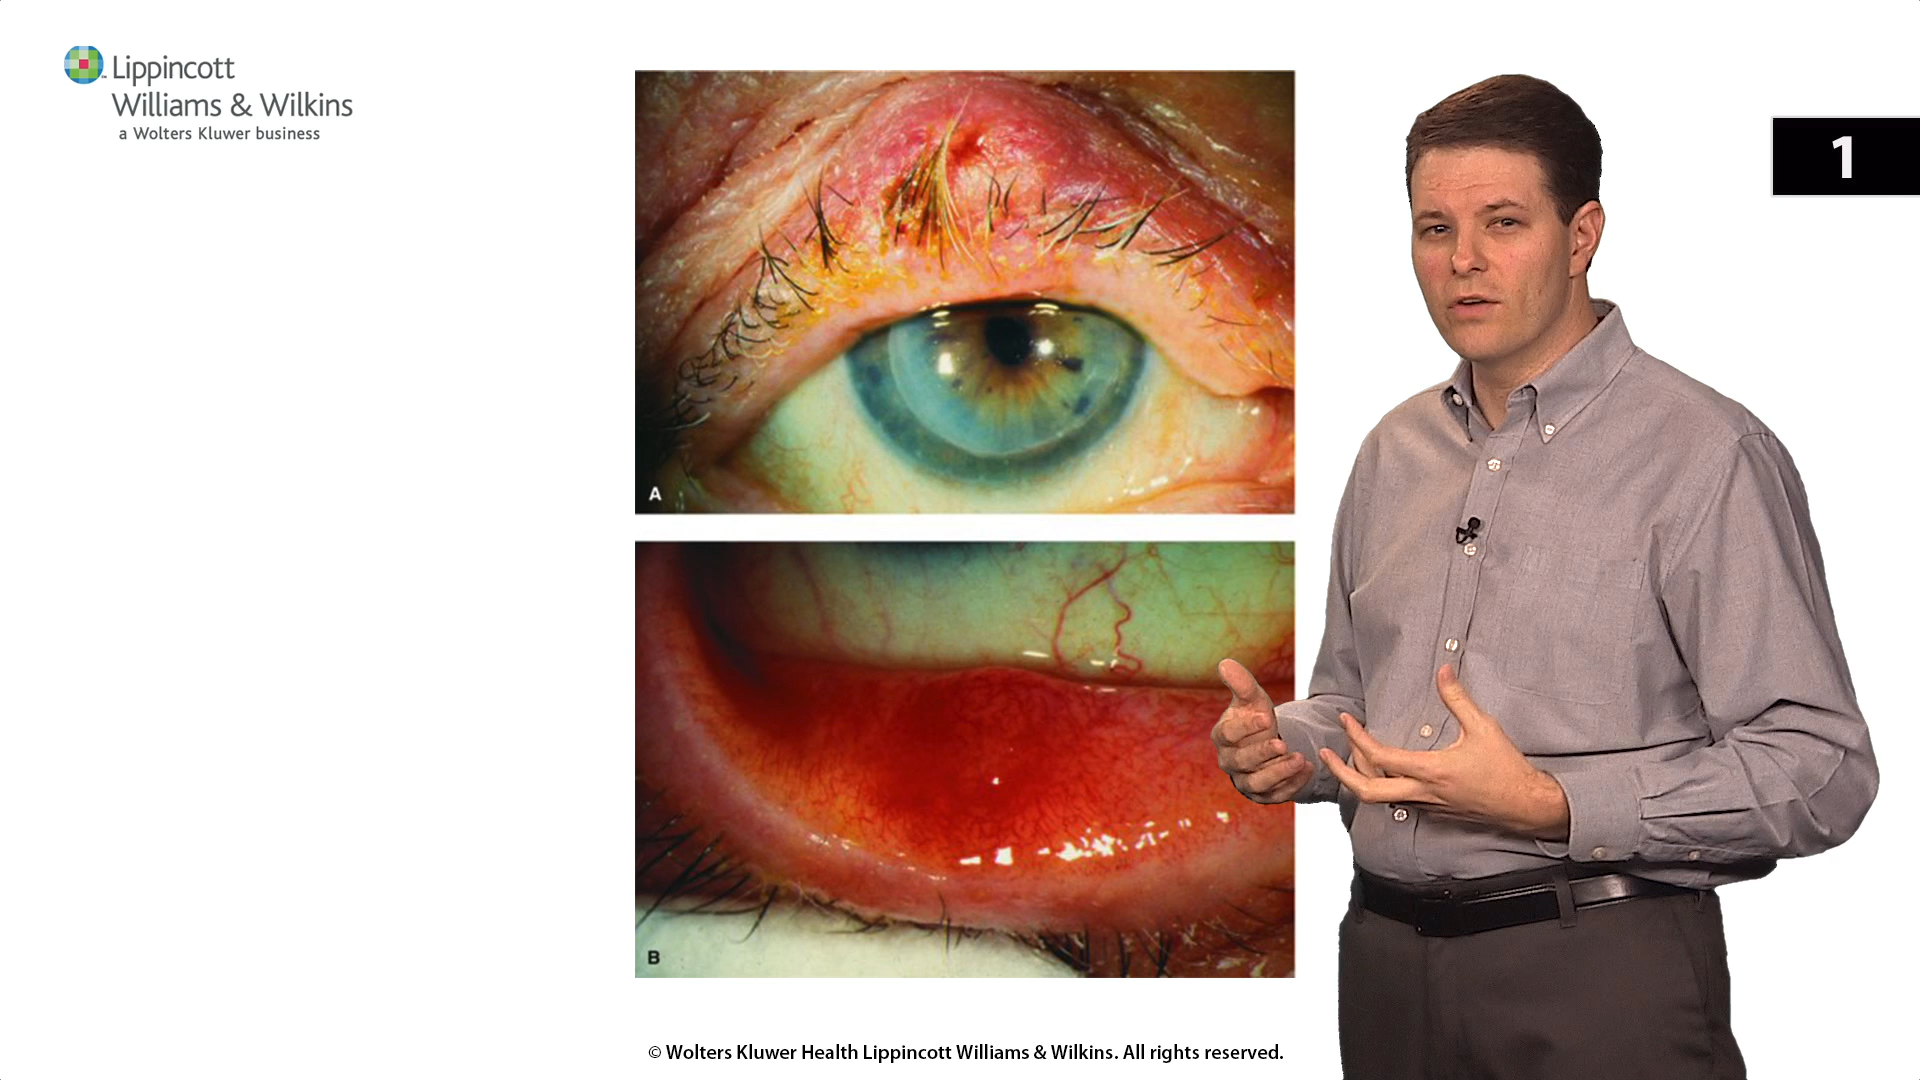 Lippincott
Williams & Wilkins
a Wolters Kluwer business
1
A
B
© Wolters Kluwer Health Lippincott Williams & Wilkins. All rights reserved.